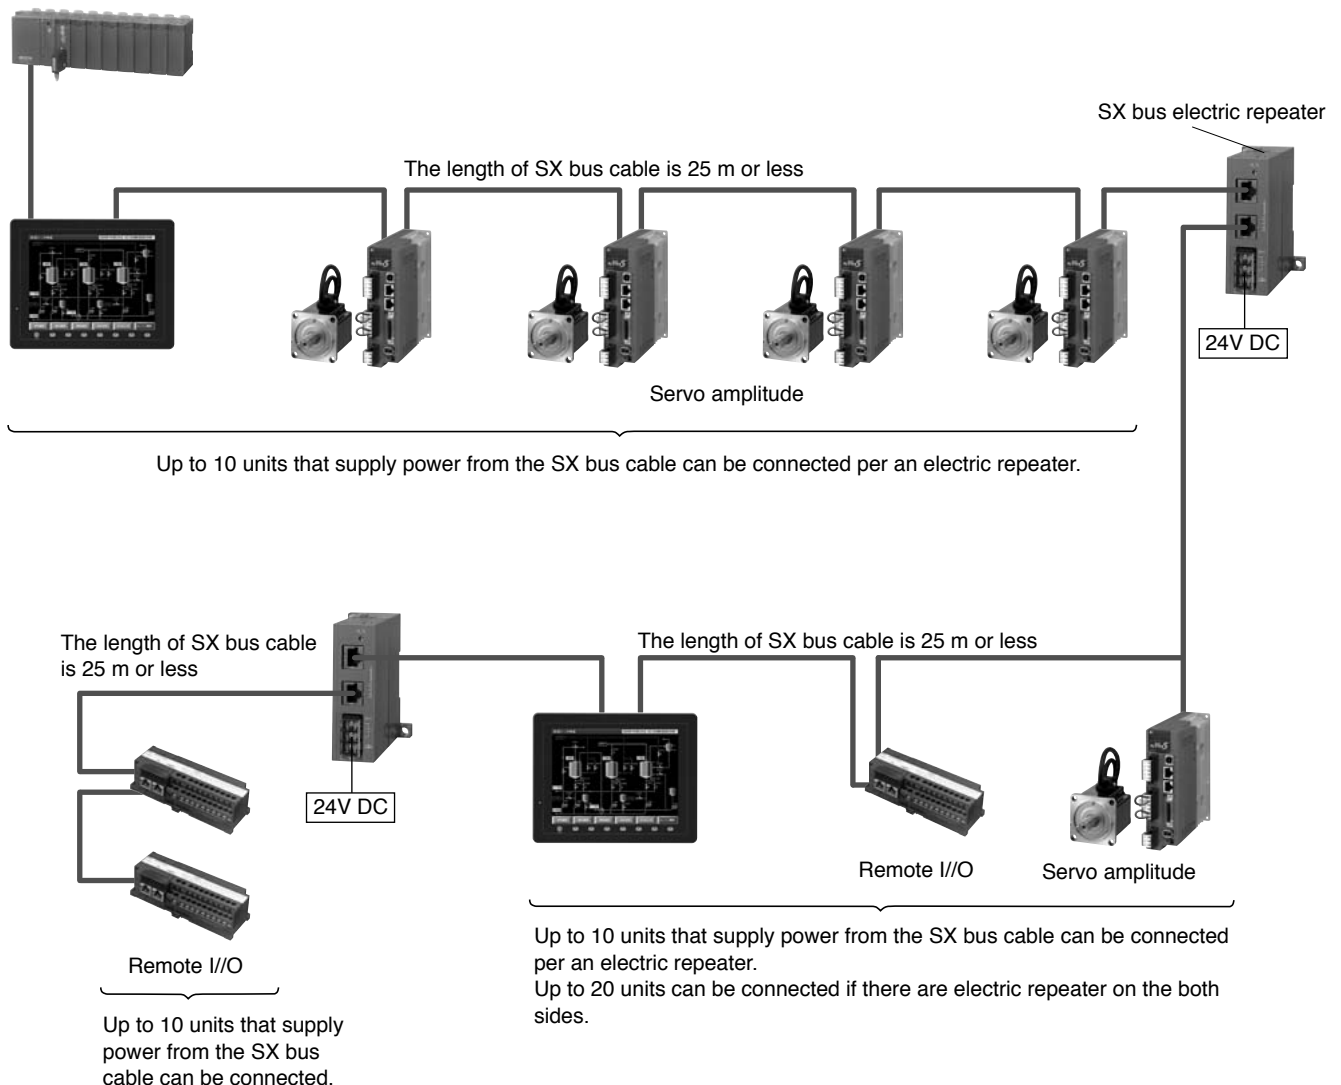 SX bus electric repeater
The length of SX bus cable is 25 m or less
24V DC
Servo amplitude
Up to 10 units that supply power from the SX bus cable can be connected per an electric repeater.
The length of SX bus cable
is 25 m or less
The length of SX bus cable is 25 m or less
24V DC
Remote I//O
Servo amplitude
Up to 10 units that supply power from the SX bus cable can be connected
per an electric repeater.
Up to 20 units can be connected if there are electric repeater on the both
sides.
Remote I//O
Up to 10 units that supply
power from the SX bus
cable can be connected.